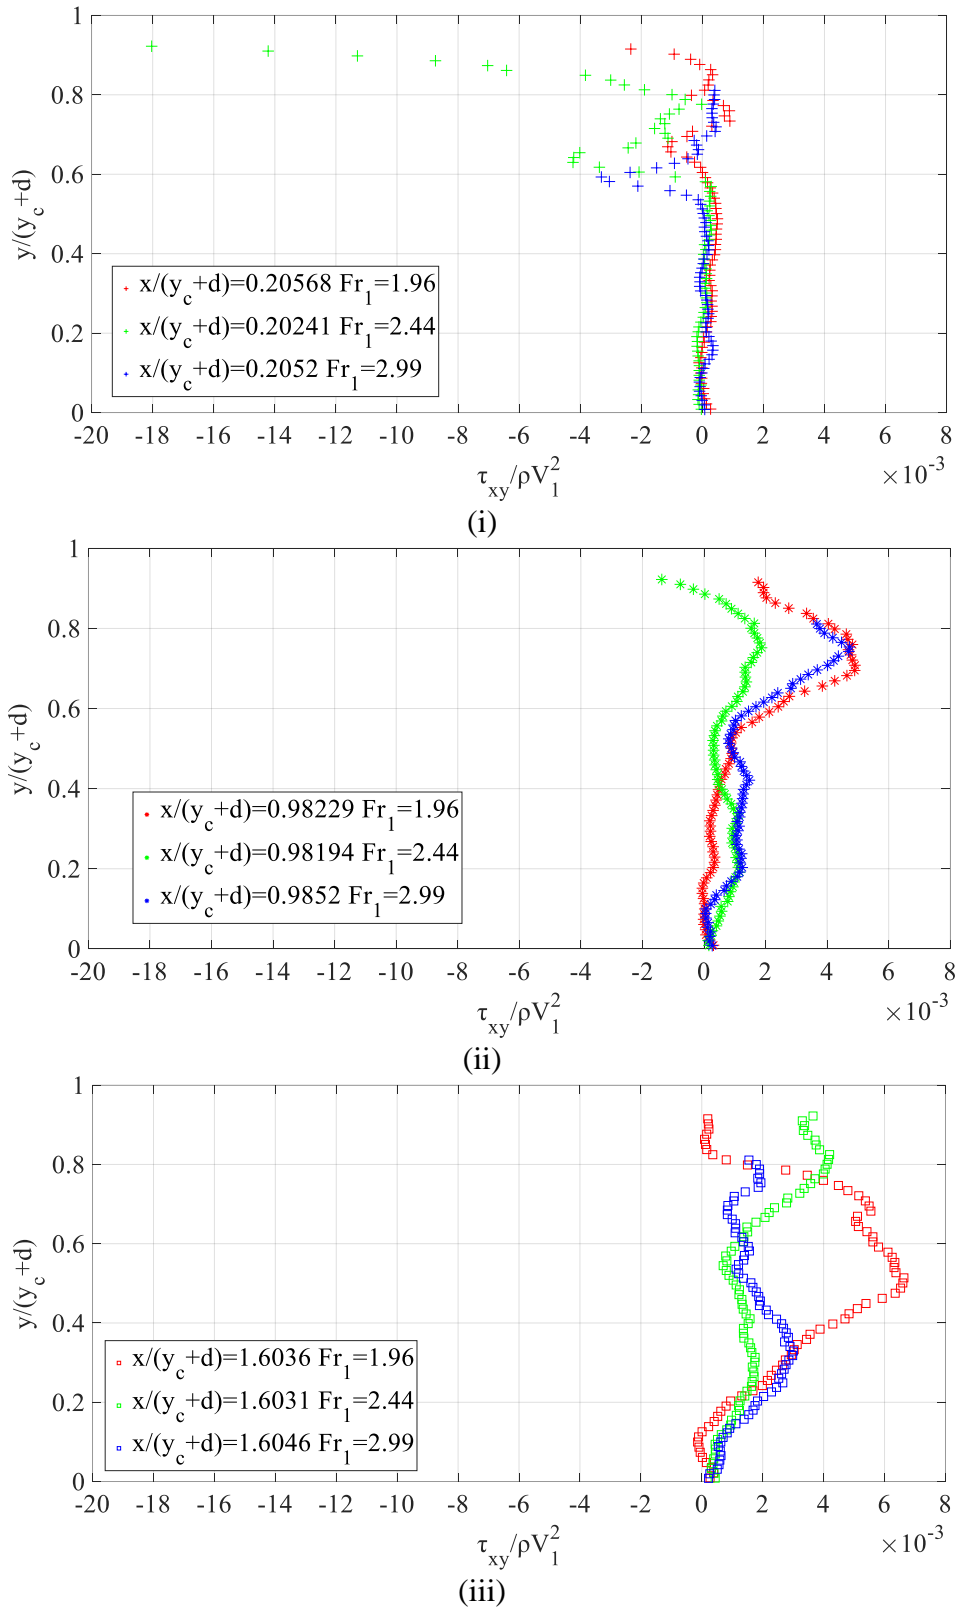 1
0.8
0.6
0.4
0.2
0
y/(y_c+d)
x/(y_c+d)=0.20568 Fr_1=1.96
x/(y_c+d)=0.20241 Fr_1=2.44
x/(y_c+d)=0.2052 Fr_1=2.99
-20 -18 -16 -14 -12 -10 -8 -6 -4 -2 0 2 4 6 8
τ_xy/ρV_1^2 ×10^-3
(i)
1
0.8
0.6
0.4
0.2
0
y/(y_c+d)
x/(y_c+d)=0.98229 Fr_1=1.96
x/(y_c+d)=0.98194 Fr_1=2.44
x/(y_c+d)=0.9852 Fr_1=2.99
-20 -18 -16 -14 -12 -10 -8 -6 -4 -2 0 2 4 6 8
τ_xy/ρV_1^2 ×10^-3
(ii)
1
0.8
0.6
0.4
0.2
0
y/(y_c+d)
x/(y_c+d)=1.6036 Fr_1=1.96
x/(y_c+d)=1.6031 Fr_1=2.44
x/(y_c+d)=1.6046 Fr_1=2.99
-20 -18 -16 -14 -12 -10 -8 -6 -4 -2 0 2 4 6 8
τ_xy/ρV_1^2 ×10^-3
(iii)